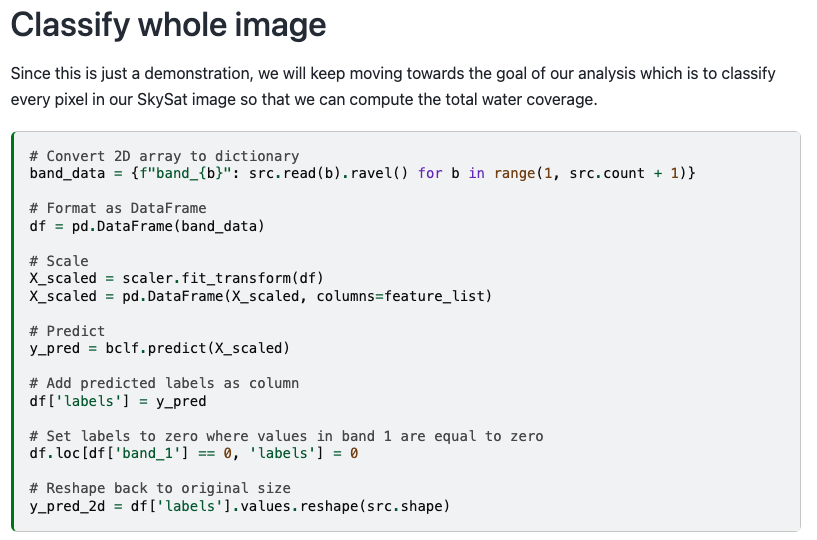 Classify whole image
Since this is just a demonstration, we will keep moving towards the goal of our analysis which is to classify
every pixel in our SkySat image so that we can compute the total water coverage.
# Convert 2D array to dictionary
band_data = {f"band_{b}": src.read(b).ravel() for b in range(1, src.count + 1)}
# Format as DataFrame
df = pd.DataFrame(band_data)
# Scale
X_scaled = scaler.fit_transform(df)
X_scaled = pd.DataFrame(X_scaled, columns=feature_list)
# Predict
y_pred = bclf.predict(X_scaled)
# Add predicted labels as column
df['labels'] = y_pred
# Set labels to zero where values in band 1 are equal to zero
df.loc[df['band_1'] == 0, 'labels'] = 0
# Reshape back to original size
y_pred_2d = df['labels'].values.reshape(src.shape)